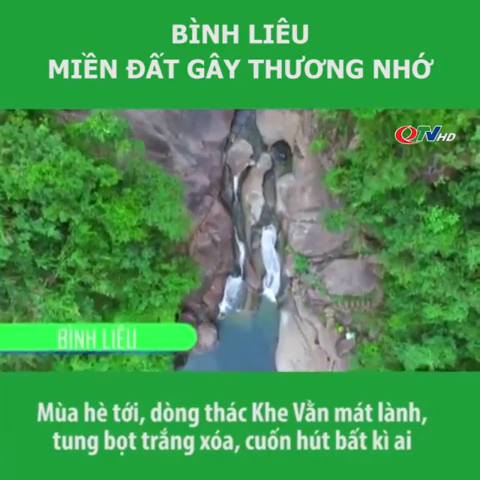 BÌNH LIÊU
MIỀN ĐẤT GÂY THƯƠNG NHỚ
QTV HD
BÌNH LIÊU
Mùa hè tới, dòng thác Khe Vằn mát lành,
tung bọt trắng xóa, cuốn hút bất kì ai